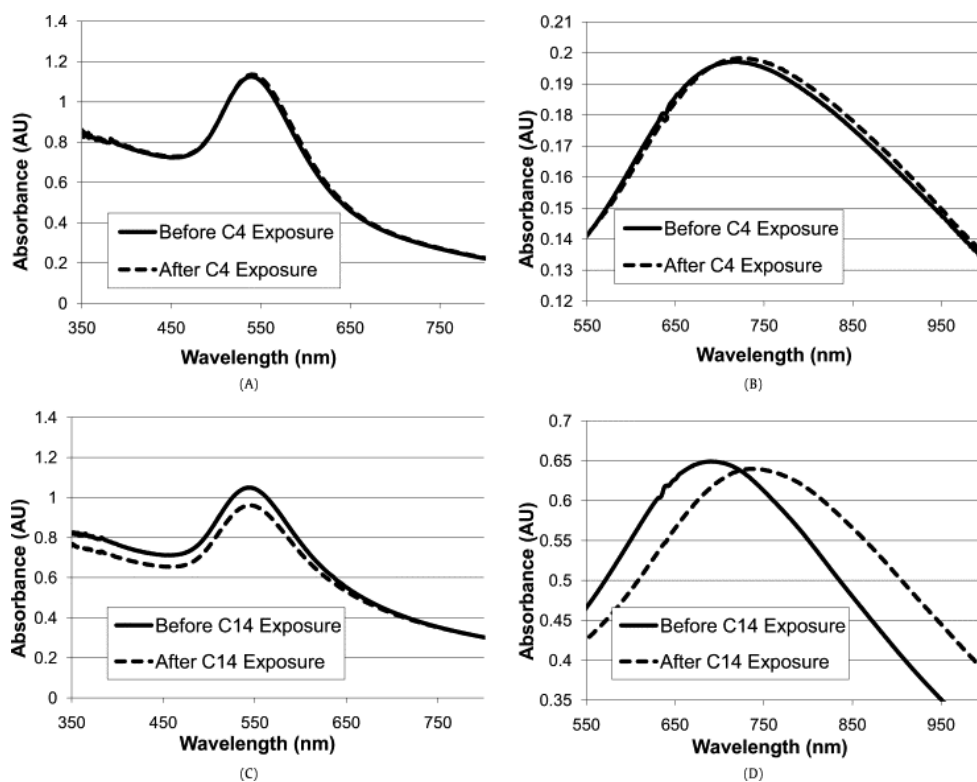 1.4
1.2
1
0.8
0.6
0.4
0.2
0
Absorbance (AU)
Before C4 Exposure
After C4 Exposure
350 450 550 650 750
Wavelength (nm)
(A)
0.21
0.2
0.19
0.18
0.17
0.16
0.15
0.14
0.13
0.12
Absorbance (AU)
Before C4 Exposure
After C4 Exposure
550 650 750 850 950
Wavelength (nm)
(B)
1.4
1.2
1
0.8
0.6
0.4
0.2
0
Absorbance (AU)
Before C14 Exposure
After C14 Exposure
350 450 550 650 750
Wavelength (nm)
(C)
0.7
0.65
0.6
0.55
0.5
0.45
0.4
0.35
Absorbance (AU)
Before C14 Exposure
After C14 Exposure
550 650 750 850 950
Wavelength (nm)
(D)